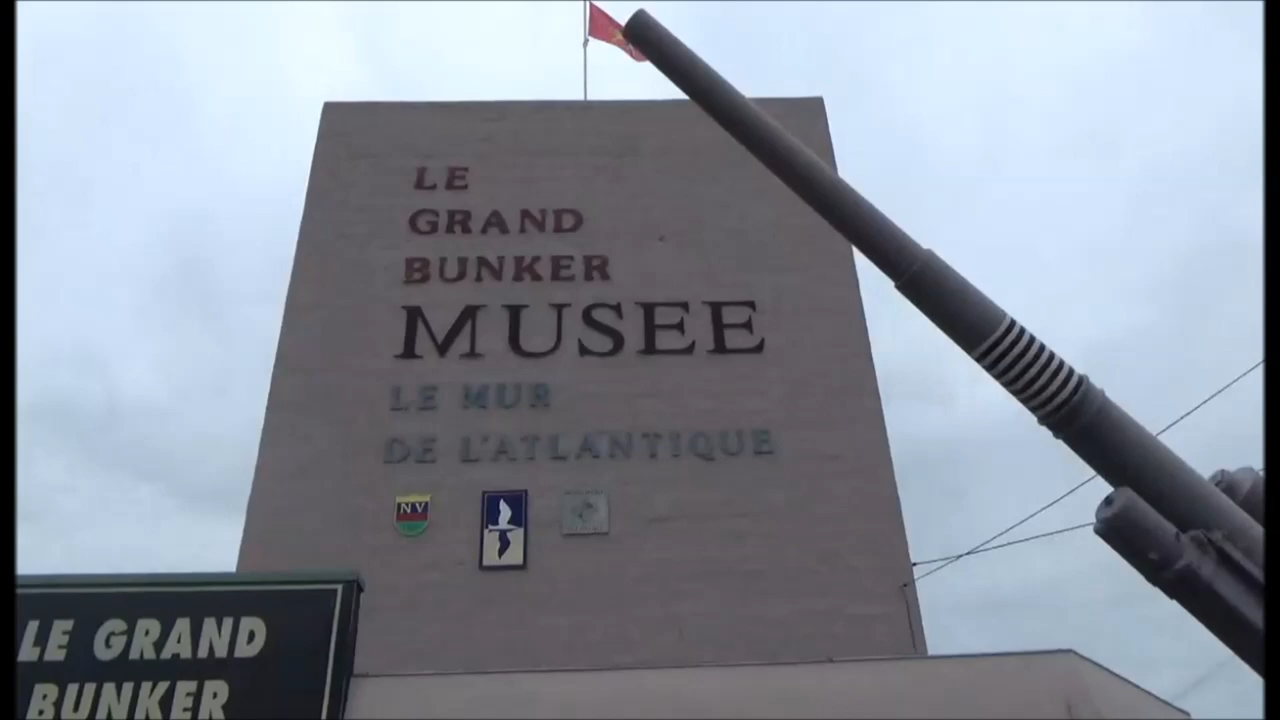 LE
GRAND
BUNKER
MUSEE
LE MUR
DE L'ATLANTIQUE
NV
LE GRAND
BUNKER